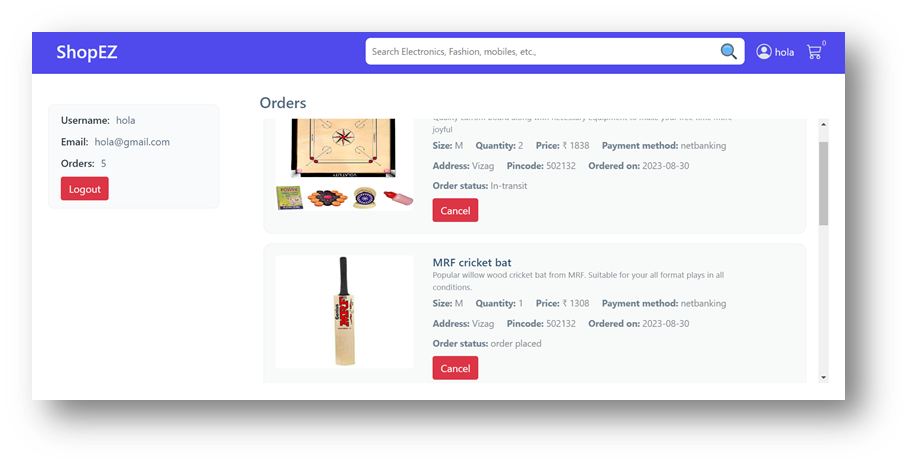 ShopEZ
Search Electronics, Fashion, mobiles, etc.,
hola
0
Username: hola
Email: hola@gmail.com
Orders: 5
Logout
Orders
joyful
Size: M Quantity: 2 Price: ₹ 1838 Payment method: netbanking
Address: Vizag Pincode: 502132 Ordered on: 2023-08-30
Order status: In-transit
Cancel
MRF cricket bat
Popular willow wood cricket bat from MRF. Suitable for your all format plays in all
conditions.
Size: M Quantity: 1 Price: ₹ 1308 Payment method: netbanking
Address: Vizag Pincode: 502132 Ordered on: 2023-08-30
Order status: order placed
Cancel
MRF